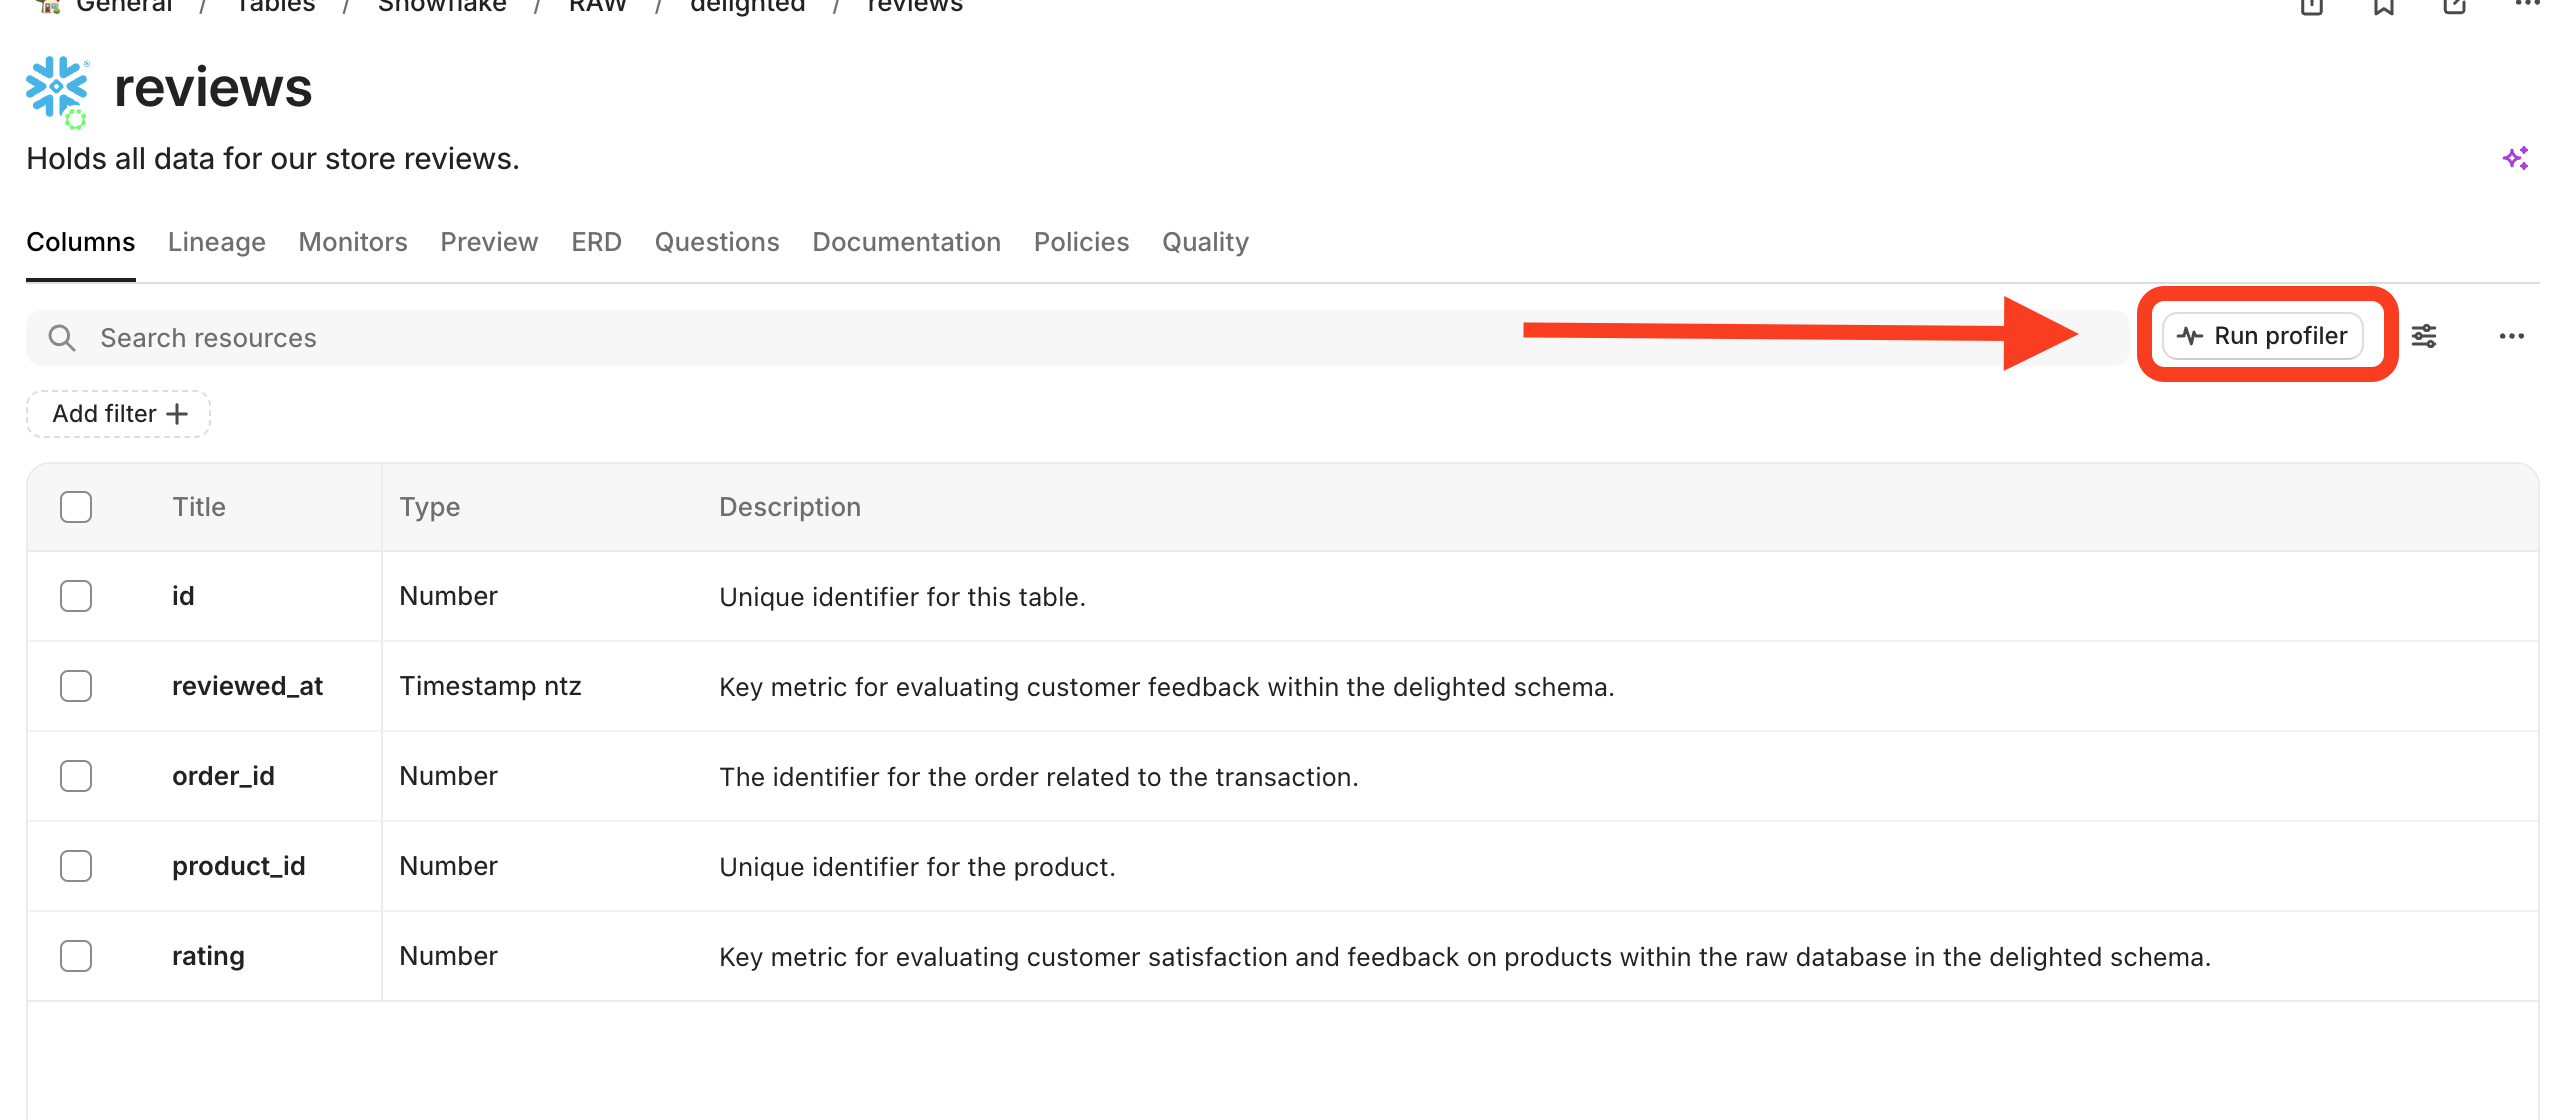 General / Tables / Snowflake / RAW / delighted / reviews
reviews
Holds all data for our store reviews.
Columns Lineage Monitors Preview ERD Questions Documentation Policies Quality
Search resources Run profiler
Add filter +
Title Type Description
id Number Unique identifier for this table.
reviewed_at Timestamp ntz Key metric for evaluating customer feedback within the delighted schema.
order_id Number The identifier for the order related to the transaction.
product_id Number Unique identifier for the product.
rating Number Key metric for evaluating customer satisfaction and feedback on products within the raw database in the delighted schema.